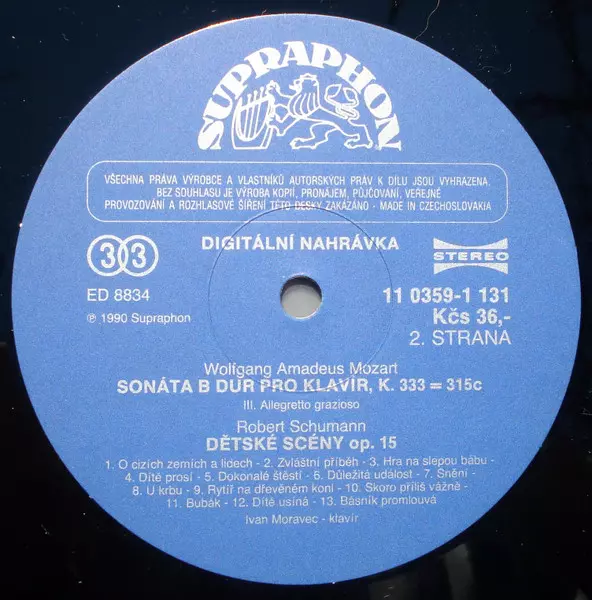 SUPRAPHON
VŠECHNA PRÁVA VÝROBCE A VLASTNÍKŮ AUTORSKÝCH PRÁV K DÍLU JSOU VYHRAZENA.
BEZ SOUHLASU JE VÝROBA KOPIÍ, PRONÁJEM, PŮJČOVÁNÍ, VEŘEJNÉ
PROVOZOVÁNÍ A ROZHLASOVÉ ŠÍŘENÍ TÉTO DESKY ZAKÁZÁNO - MADE IN CZECHOSLOVAKIA
33
DIGITÁLNÍ NAHRÁVKA
STEREO
ED 8834
11 0359-1 131
℗ 1990 Supraphon
Kčs 36,-
2. STRANA
Wolfgang Amadeus Mozart
SONÁTA B DUR PRO KLAVÍR, K. 333 = 315c
III. Allegretto grazioso
Robert Schumann
DĚTSKÉ SCÉNY op. 15
1. O cizích zemích a lidech - 2. Zvláštní příběh - 3. Hra na slepou bábu -
4. Dítě prosí - 5. Dokonalé štěstí - 6. Důležitá událost - 7. Snění -
8. U krbu - 9. Rytíř na dřevěném koni - 10. Skoro příliš vážně -
11. Bubák - 12. Dítě usíná - 13. Básník promlouvá
Ivan Moravec - klavír